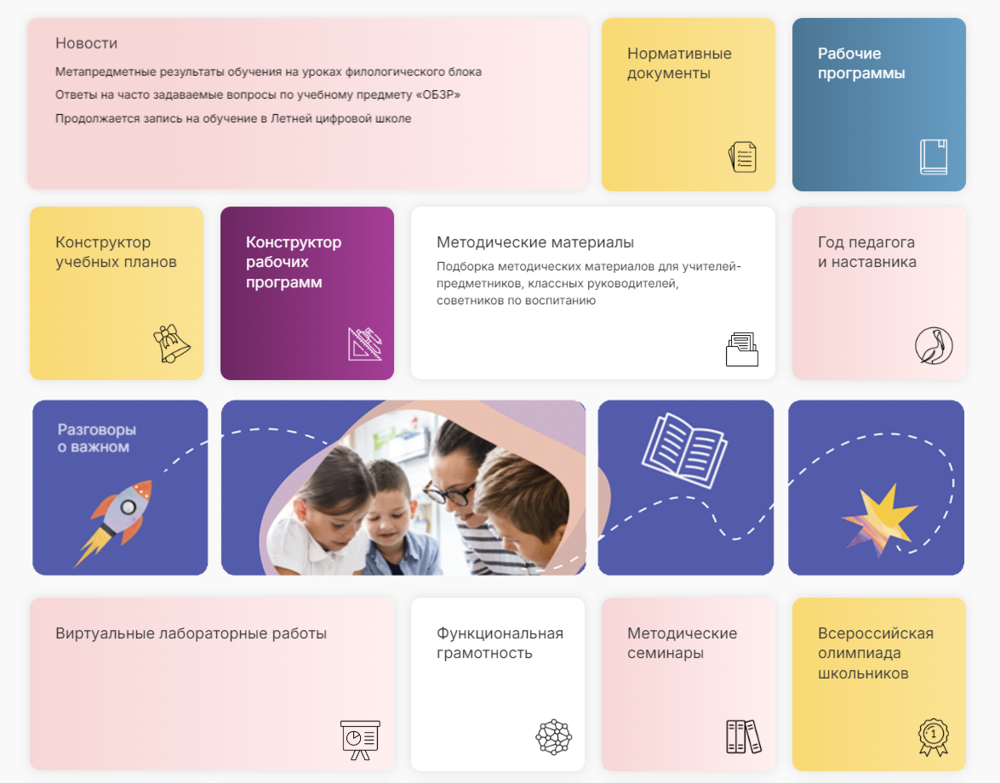 Новости
Метапредметные результаты обучения на уроках филологического блока
Ответы на часто задаваемые вопросы по учебному предмету «ОБЗР»
Продолжается запись на обучение в Летней цифровой школе
Нормативные
документы
Рабочие
программы
Конструктор
учебных планов
Конструктор
рабочих
программ
Методические материалы
Подборка методических материалов для учителей-
предметников, классных руководителей,
советников по воспитанию
Год педагога
и наставника
Разговоры
о важном
Виртуальные лабораторные работы
Функциональная
грамотность
Методические
семинары
Всероссийская
олимпиада
школьников
1